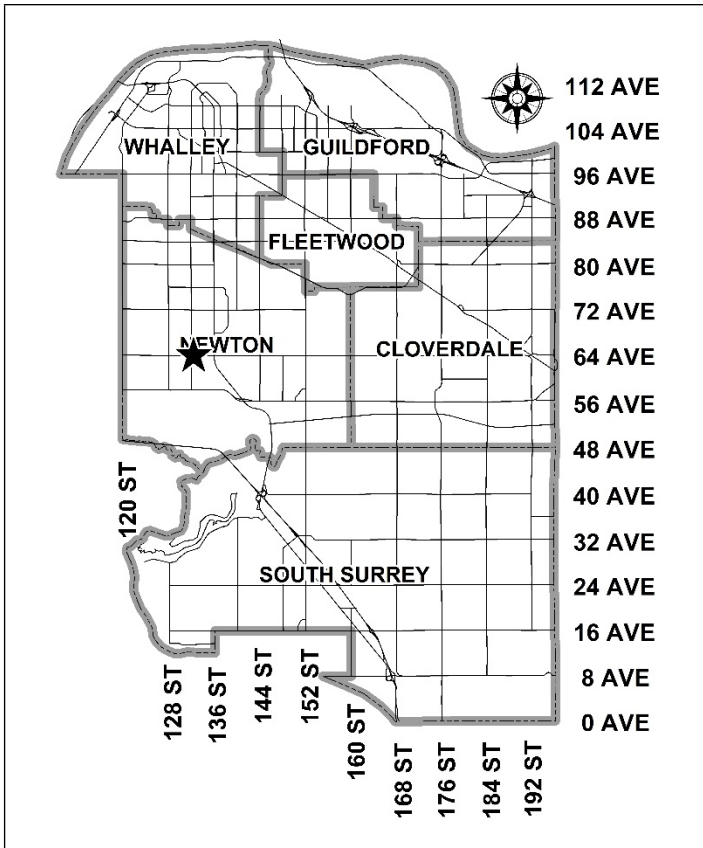 112 AVE
104 AVE
WHALLEY
GUILDFORD
96 AVE
88 AVE
FLEETWOOD
80 AVE
72 AVE
NEWTON
CLOVERDALE
64 AVE
56 AVE
48 AVE
120 ST
40 AVE
32 AVE
SOUTH SURREY
24 AVE
16 AVE
128 ST
136 ST
144 ST
152 ST
160 ST
8 AVE
0 AVE
168 ST
176 ST
184 ST
192 ST